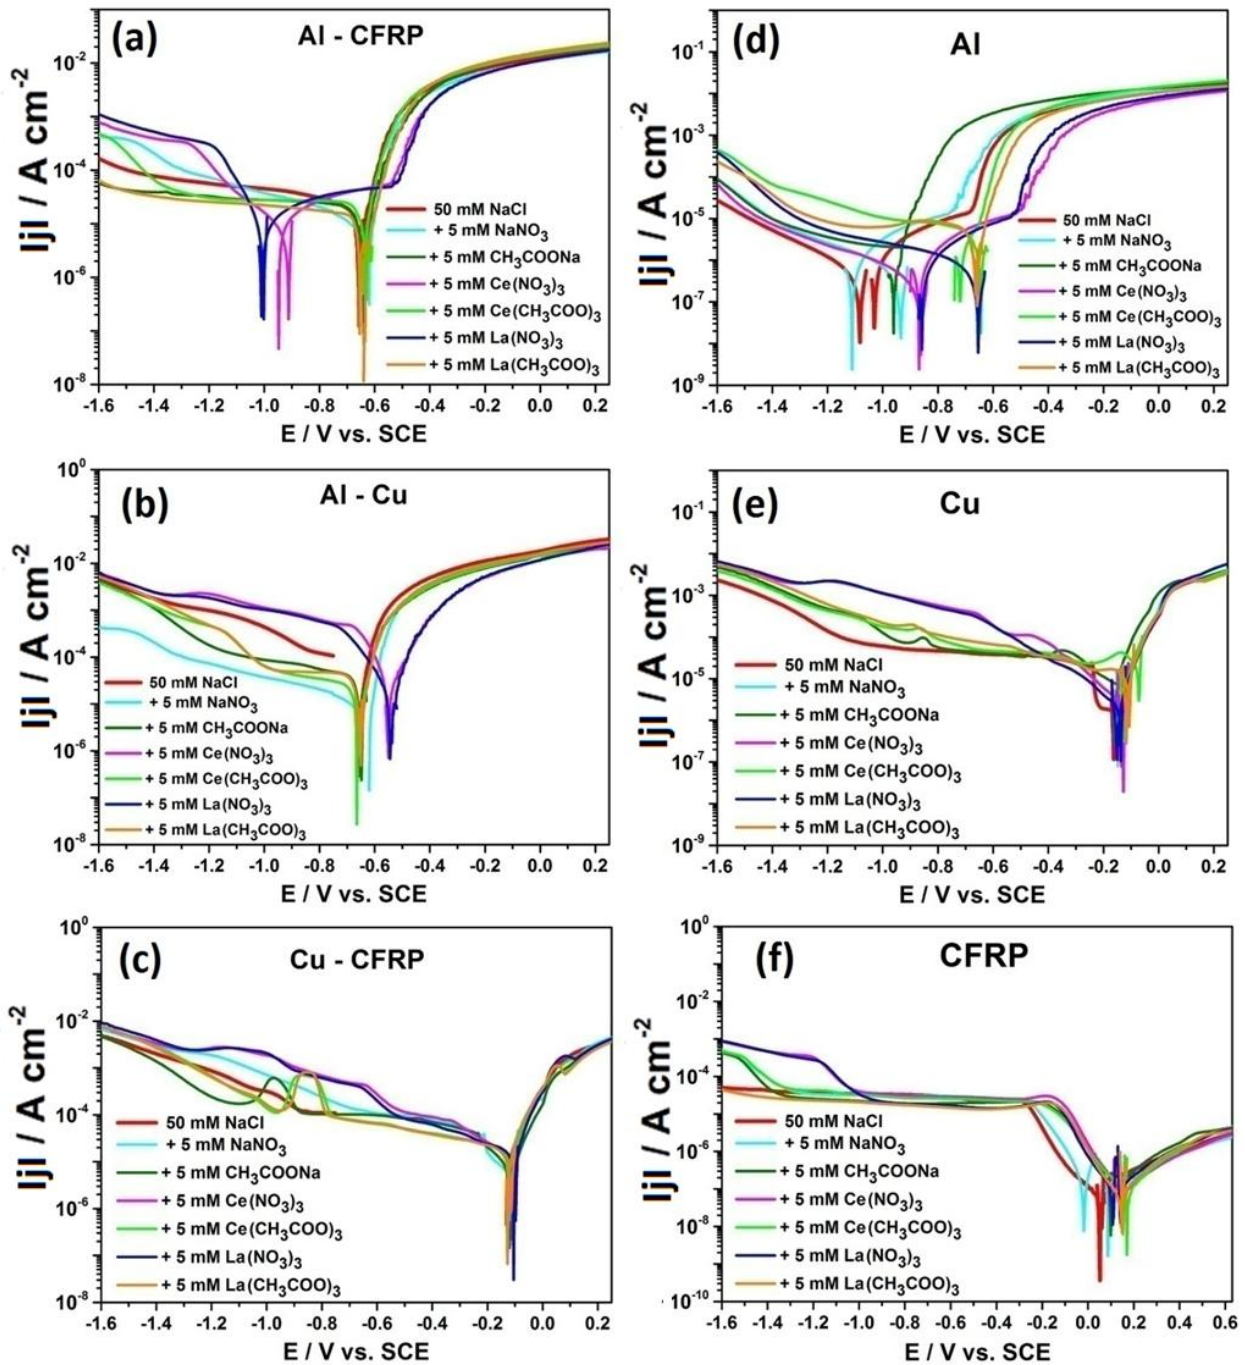 (a)
Al - CFRP
10⁻²
10⁻⁴
10⁻⁶
10⁻⁸
IjI / A cm⁻²
50 mM NaCl
+ 5 mM NaNO₃
+ 5 mM CH₃COONa
+ 5 mM Ce(NO₃)₃
+ 5 mM Ce(CH₃COO)₃
+ 5 mM La(NO₃)₃
+ 5 mM La(CH₃COO)₃
-1.6 -1.4 -1.2 -1.0 -0.8 -0.6 -0.4 -0.2 0.0 0.2
E / V vs. SCE
(d)
Al
10⁻¹
10⁻³
10⁻⁵
10⁻⁷
10⁻⁹
IjI / A cm⁻²
50 mM NaCl
+ 5 mM NaNO₃
+ 5 mM CH₃COONa
+ 5 mM Ce(NO₃)₃
+ 5 mM Ce(CH₃COO)₃
+ 5 mM La(NO₃)₃
+ 5 mM La(CH₃COO)₃
-1.6 -1.4 -1.2 -1.0 -0.8 -0.6 -0.4 -0.2 0.0 0.2
E / V vs. SCE
(b)
Al - Cu
10⁰
10⁻²
10⁻⁴
10⁻⁶
10⁻⁸
IjI / A cm⁻²
50 mM NaCl
+ 5 mM NaNO₃
+ 5 mM CH₃COONa
+ 5 mM Ce(NO₃)₃
+ 5 mM Ce(CH₃COO)₃
+ 5 mM La(NO₃)₃
+ 5 mM La(CH₃COO)₃
-1.6 -1.4 -1.2 -1.0 -0.8 -0.6 -0.4 -0.2 0.0 0.2
E / V vs. SCE
(e)
Cu
10⁻¹
10⁻³
10⁻⁵
10⁻⁷
10⁻⁹
IjI / A cm⁻²
50 mM NaCl
+ 5 mM NaNO₃
+ 5 mM CH₃COONa
+ 5 mM Ce(NO₃)₃
+ 5 mM Ce(CH₃COO)₃
+ 5 mM La(NO₃)₃
+ 5 mM La(CH₃COO)₃
-1.6 -1.4 -1.2 -1.0 -0.8 -0.6 -0.4 -0.2 0.0 0.2
E / V vs. SCE
(c)
Cu - CFRP
10⁰
10⁻²
10⁻⁴
10⁻⁶
10⁻⁸
IjI / A cm⁻²
50 mM NaCl
+ 5 mM NaNO₃
+ 5 mM CH₃COONa
+ 5 mM Ce(NO₃)₃
+ 5 mM Ce(CH₃COO)₃
+ 5 mM La(NO₃)₃
+ 5 mM La(CH₃COO)₃
-1.6 -1.4 -1.2 -1.0 -0.8 -0.6 -0.4 -0.2 0.0 0.2
E / V vs. SCE
(f)
CFRP
10⁰
10⁻²
10⁻⁴
10⁻⁶
10⁻⁸
10⁻¹⁰
IjI / A cm⁻²
50 mM NaCl
+ 5 mM NaNO₃
+ 5 mM CH₃COONa
+ 5 mM Ce(NO₃)₃
+ 5 mM Ce(CH₃COO)₃
+ 5 mM La(NO₃)₃
+ 5 mM La(CH₃COO)₃
-1.6 -1.4 -1.2 -1.0 -0.8 -0.6 -0.4 -0.2 0.0 0.2 0.4 0.6
E / V vs. SCE